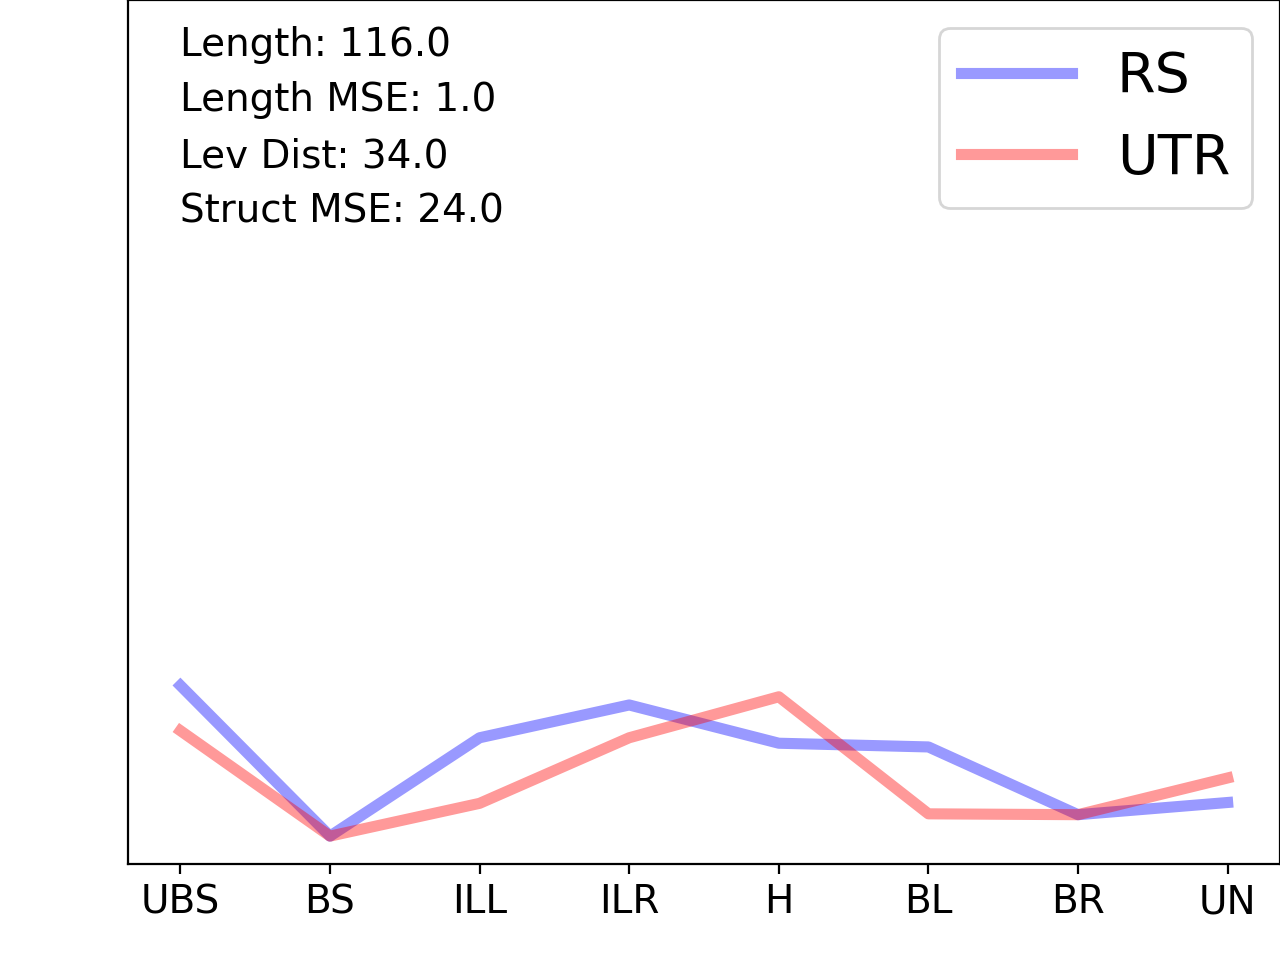 Length: 116.0
Length MSE: 1.0
Lev Dist: 34.0
Struct MSE: 24.0
RS
UTR
UBS BS ILL ILR H BL BR UN